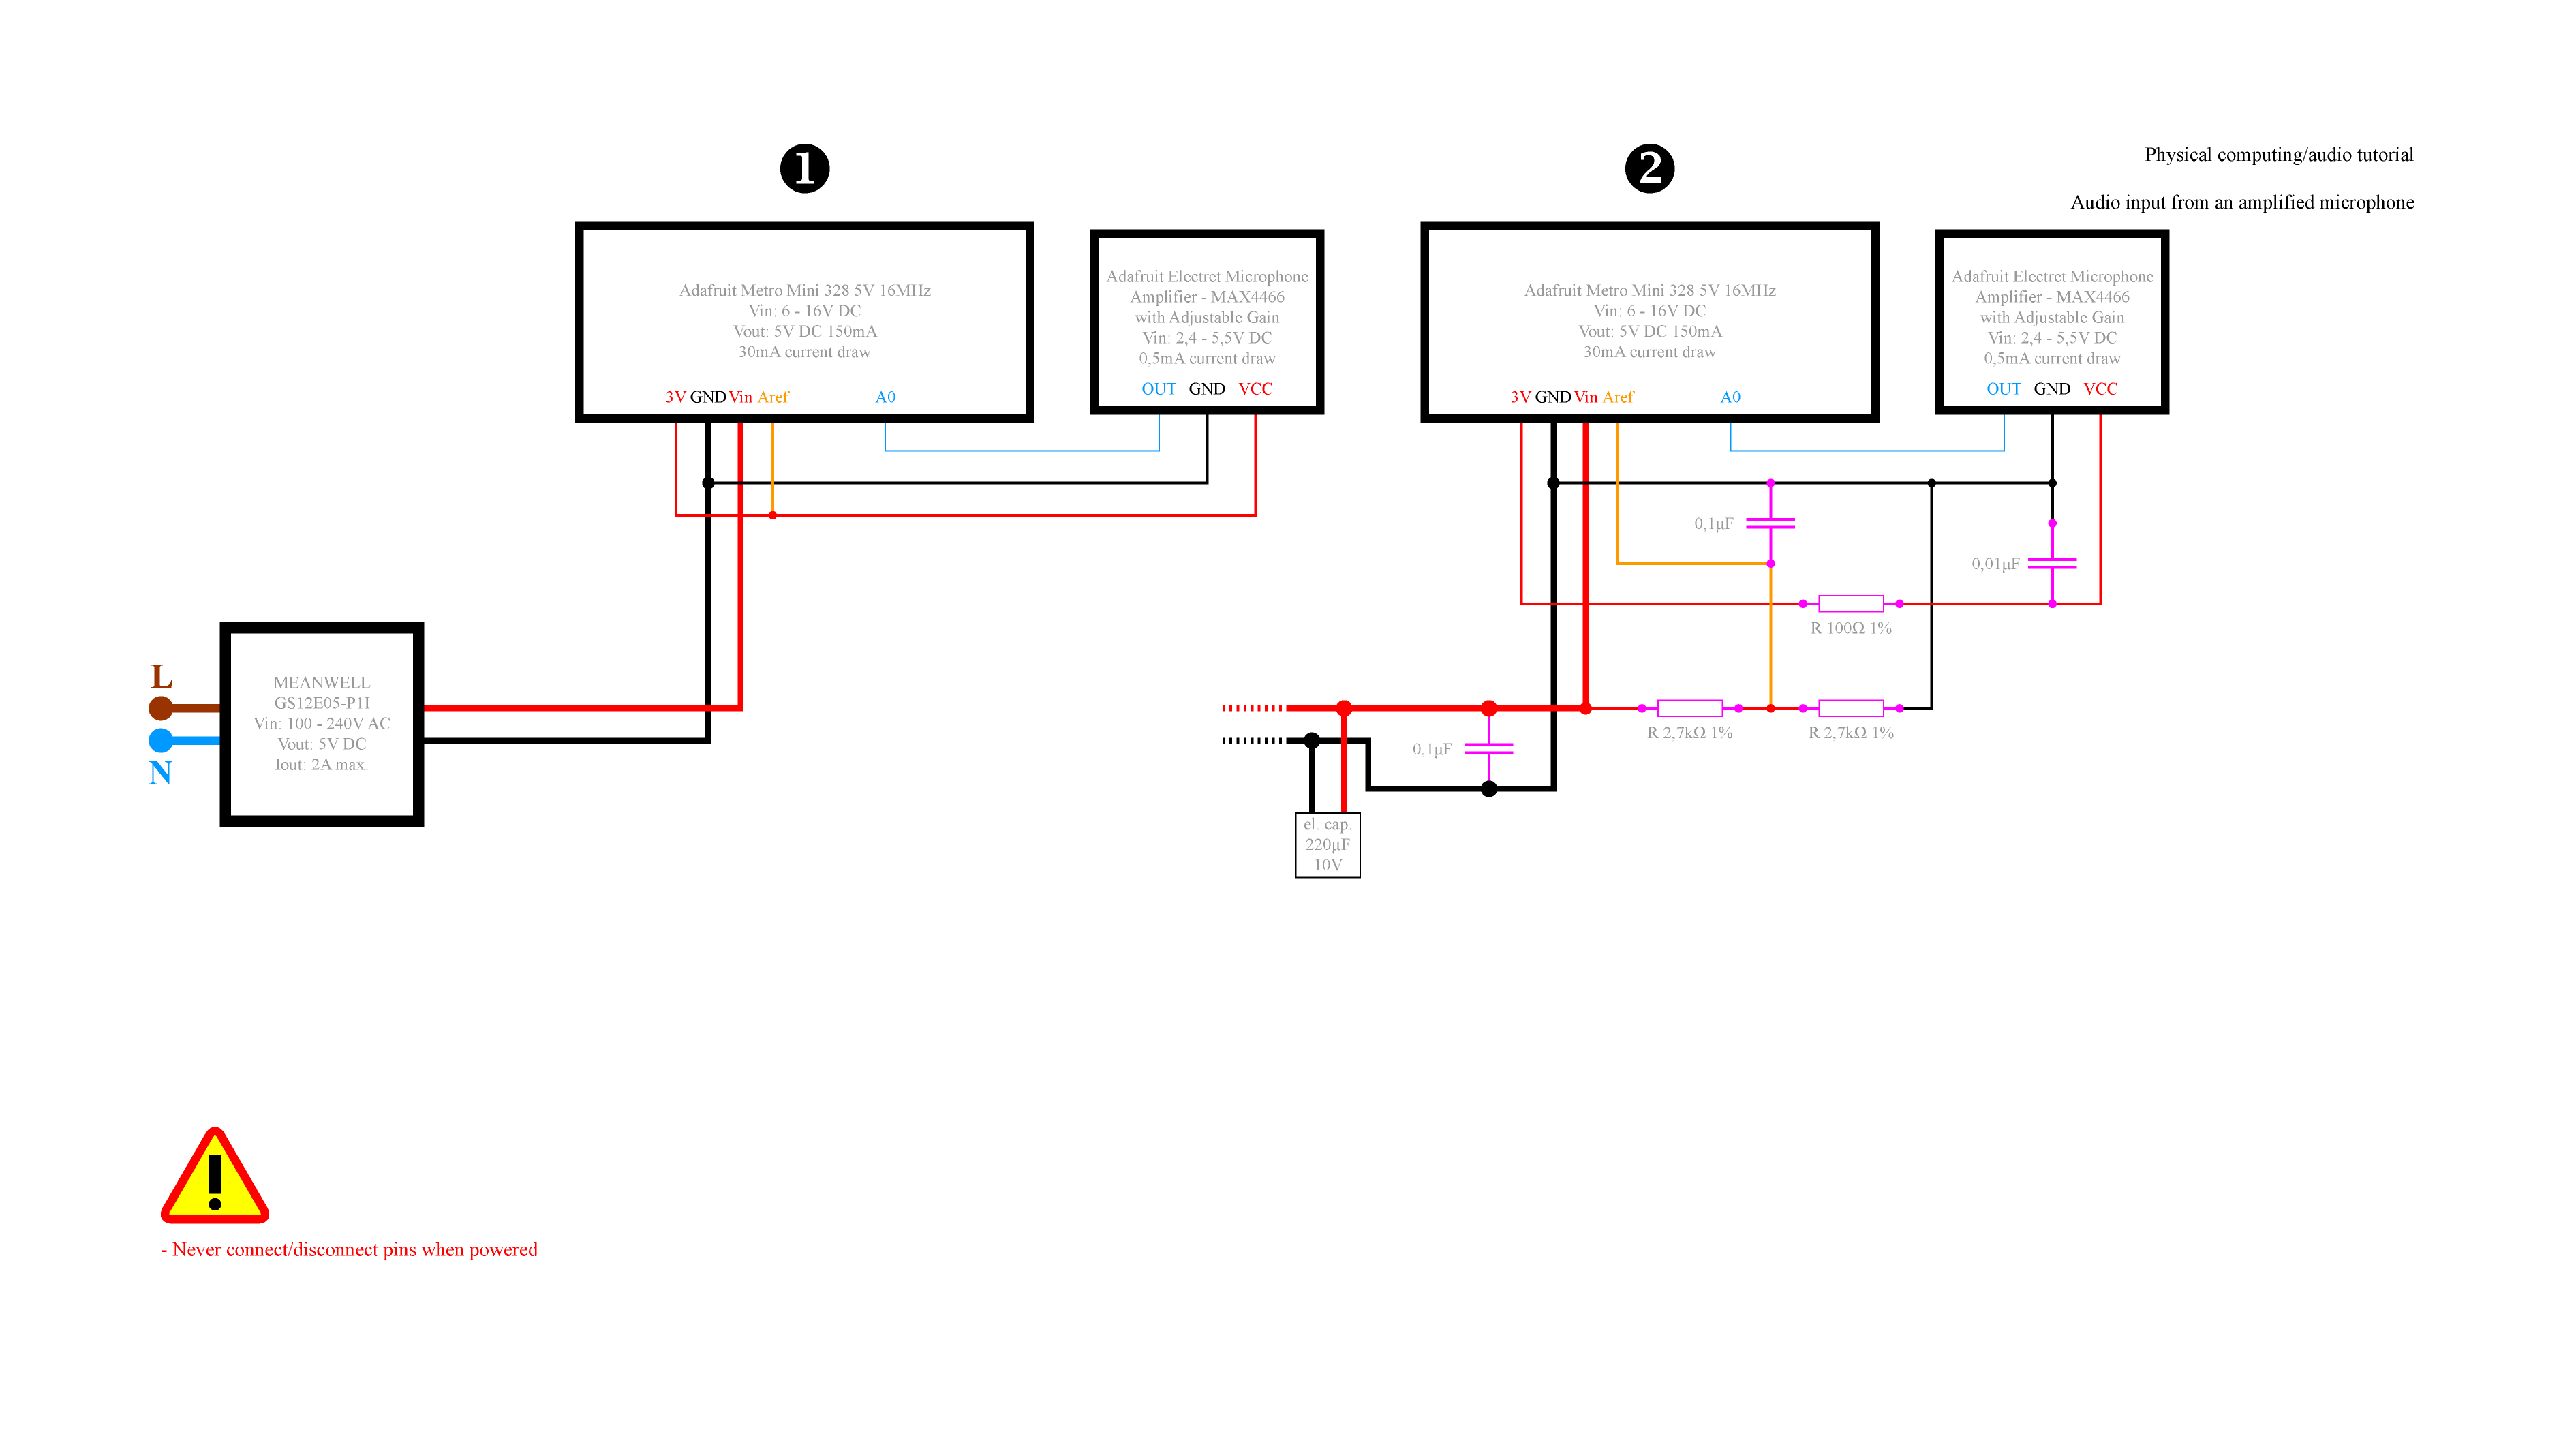 ❶
❷
Physical computing/audio tutorial
Audio input from an amplified microphone
Adafruit Metro Mini 328 5V 16MHz
Vin: 6 - 16V DC
Vout: 5V DC 150mA
30mA current draw
3V GND Vin Aref A0
Adafruit Electret Microphone
Amplifier - MAX4466
with Adjustable Gain
Vin: 2,4 - 5,5V DC
0,5mA current draw
OUT GND VCC
Adafruit Metro Mini 328 5V 16MHz
Vin: 6 - 16V DC
Vout: 5V DC 150mA
30mA current draw
3V GND Vin Aref A0
Adafruit Electret Microphone
Amplifier - MAX4466
with Adjustable Gain
Vin: 2,4 - 5,5V DC
0,5mA current draw
OUT GND VCC
0,1µF
0,01µF
R 100Ω 1%
L
N
MEANWELL
GS12E05-P1I
Vin: 100 - 240V AC
Vout: 5V DC
Iout: 2A max.
0,1µF
R 2,7kΩ 1%
R 2,7kΩ 1%
el. cap.
220µF
10V
- Never connect/disconnect pins when powered